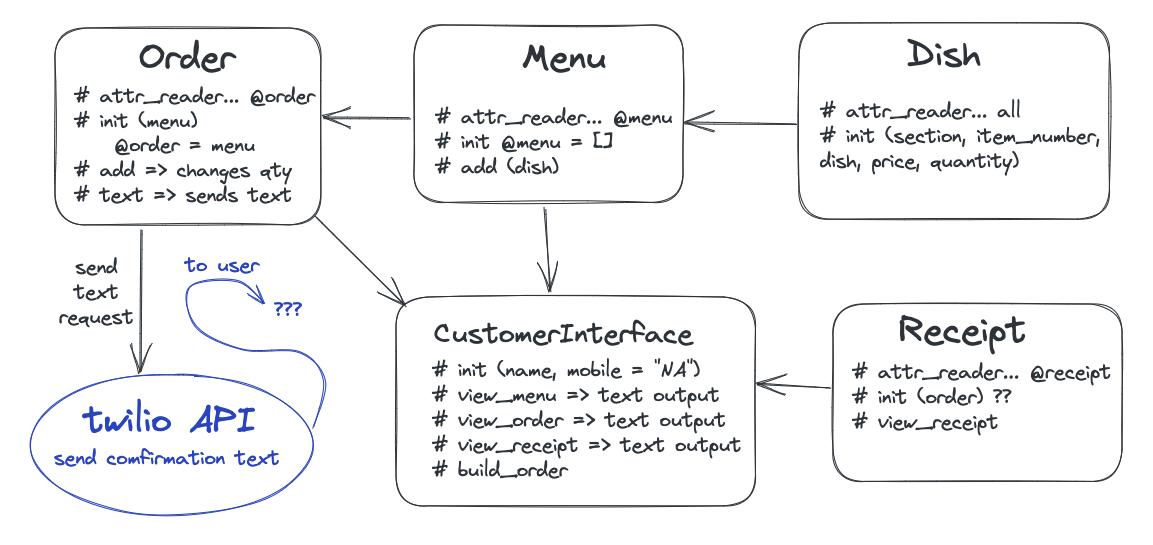 Order
# attr_reader... @order
# init (menu)
@order = menu
# add => changes qty
# text => sends text
Menu
# attr_reader... @menu
# init @menu = []
# add (dish)
Dish
# attr_reader... all
# init (section, item_number,
dish, price, quantity)
send
text
request
to user
???
twilio API
send comfirmation text
CustomerInterface
# init (name, mobile = "NA")
# view_menu => text output
# view_order => text output
# view_receipt => text output
# build_order
Receipt
# attr_reader... @receipt
# init (order) ??
# view_receipt